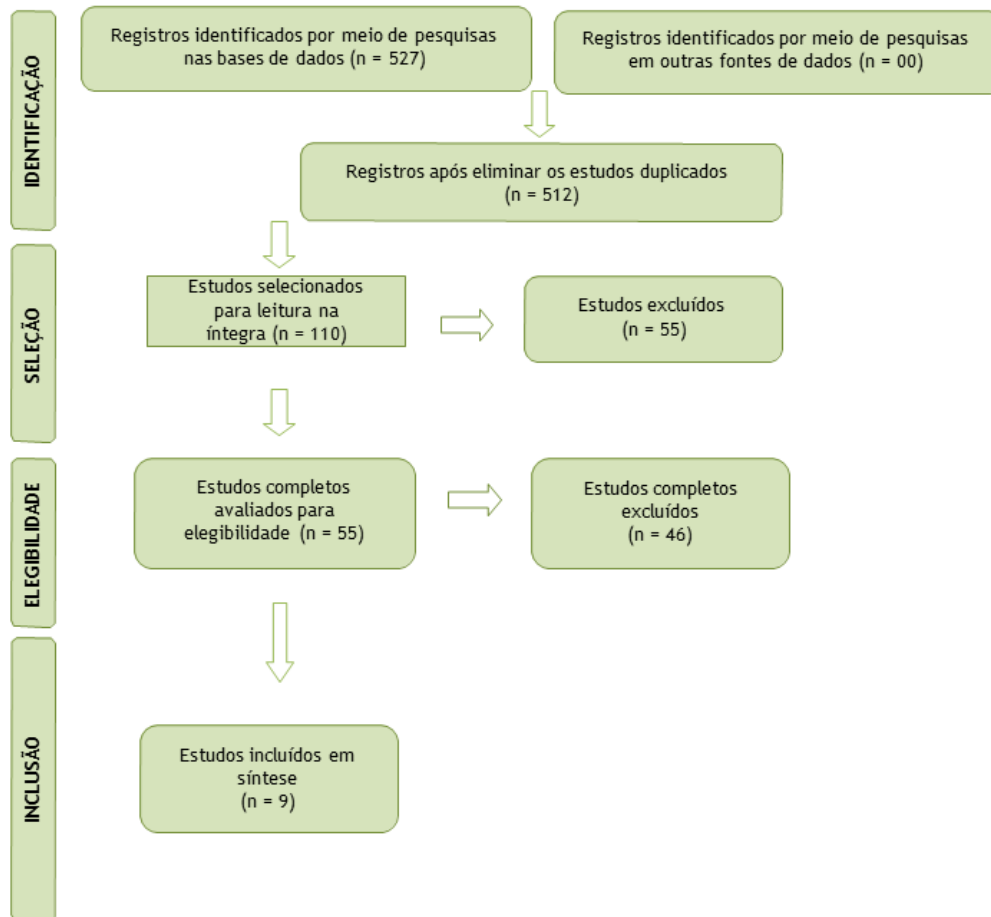 IDENTIFICAÇÃO
Registros identificados por meio de pesquisas
nas bases de dados (n = 527)
Registros identificados por meio de pesquisas
em outras fontes de dados (n = 00)
Registros após eliminar os estudos duplicados
(n = 512)
SELEÇÃO
Estudos selecionados
para leitura na
íntegra (n = 110)
Estudos excluídos
(n = 55)
ELEGIBILIDADE
Estudos completos
avaliados para
elegibilidade (n = 55)
Estudos completos
excluídos
(n = 46)
INCLUSÃO
Estudos incluídos em
síntese
(n = 9)